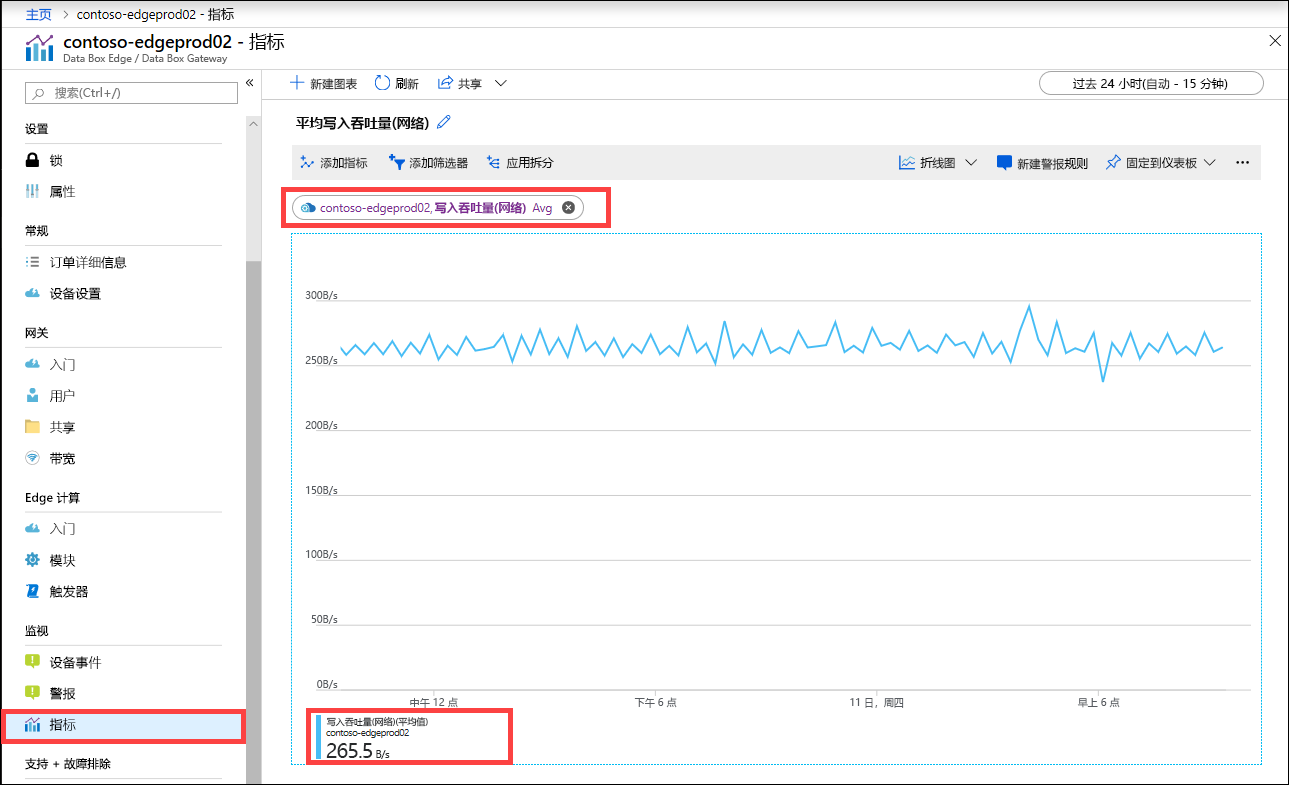 主页 > contoso-edgeprod02 - 指标
contoso-edgeprod02 - 指标
Data Box Edge / Data Box Gateway
搜索(Ctrl+/)
设置
锁
属性
常规
订单详细信息
设备设置
网关
入门
用户
共享
带宽
Edge 计算
入门
模块
触发器
监视
设备事件
警报
指标
支持 + 故障排除
新建图表 刷新 共享
过去 24 小时(自动 - 15 分钟)
平均写入吞吐量(网络)
添加指标 添加筛选器 应用拆分 折线图 新建警报规则 固定到仪表板
contoso-edgeprod02, 写入吞吐量(网络) Avg
300B/s
250B/s
200B/s
150B/s
100B/s
50B/s
0B/s
中午 12 点 下午 6 点 11 日，周四 早上 6 点
写入吞吐量(网络)(平均值)
contoso-edgeprod02
265.5 B/s